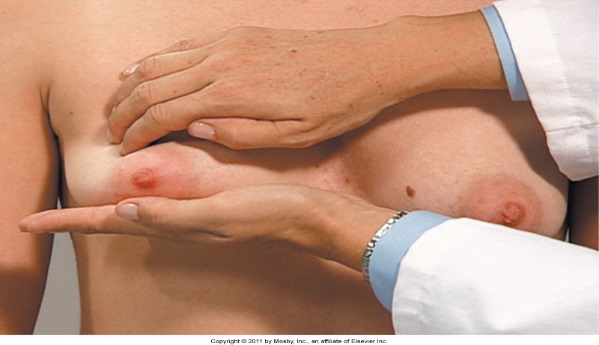 Copyright © 2011 by Mosby, Inc., an affiliate of Elsevier Inc.